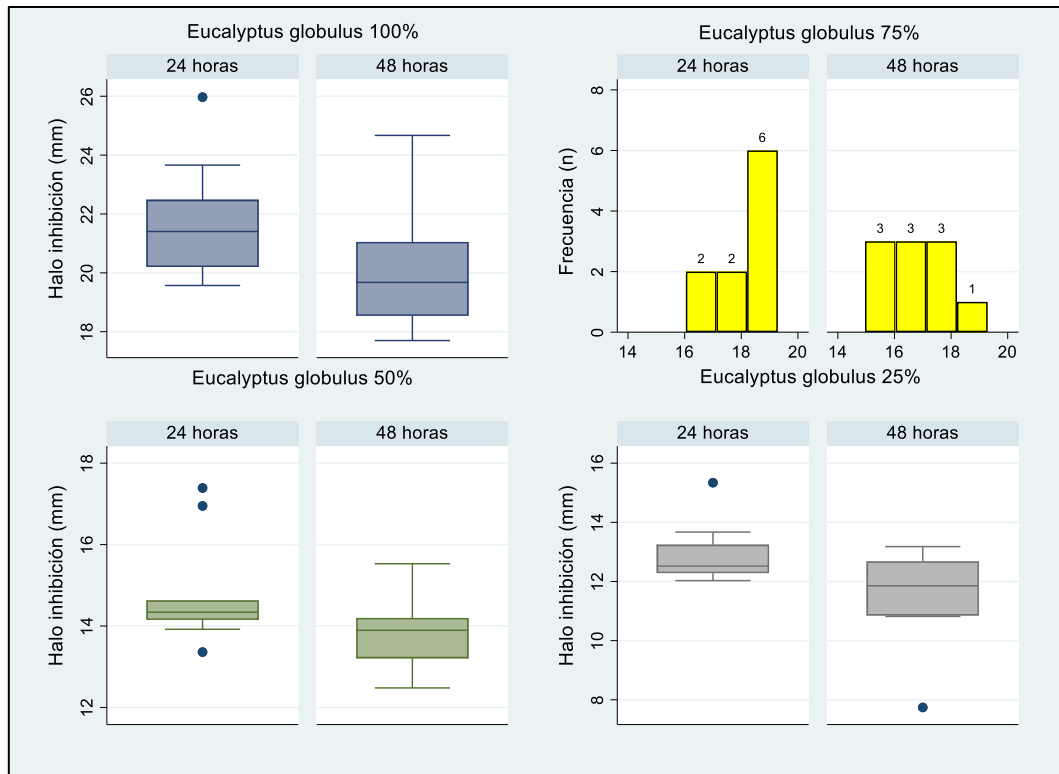 Eucalyptus globulus 100%
24 horas
48 horas
Halo inhibición (mm)
26
24
22
20
18
Eucalyptus globulus 75%
24 horas
48 horas
Frecuencia (n)
8
6
4
2
0
2
2
6
3
3
3
1
14
16
18
20
14
16
18
20
Eucalyptus globulus 50%
24 horas
48 horas
Halo inhibición (mm)
18
16
14
12
Eucalyptus globulus 25%
24 horas
48 horas
Halo inhibición (mm)
16
14
12
10
8